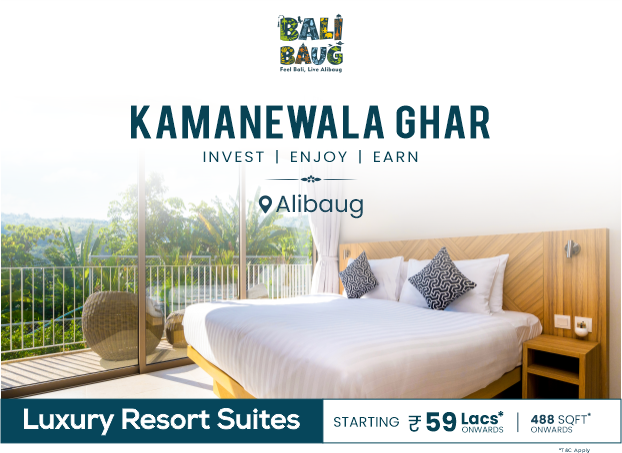 BALI
BAUG
Feel Bali, Live Alibaug
KAMANEWALA GHAR
INVEST | ENJOY | EARN
Alibaug
Luxury Resort Suites
STARTING ₹59 Lacs* ONWARDS | 488 SQFT* ONWARDS
*T&C Apply